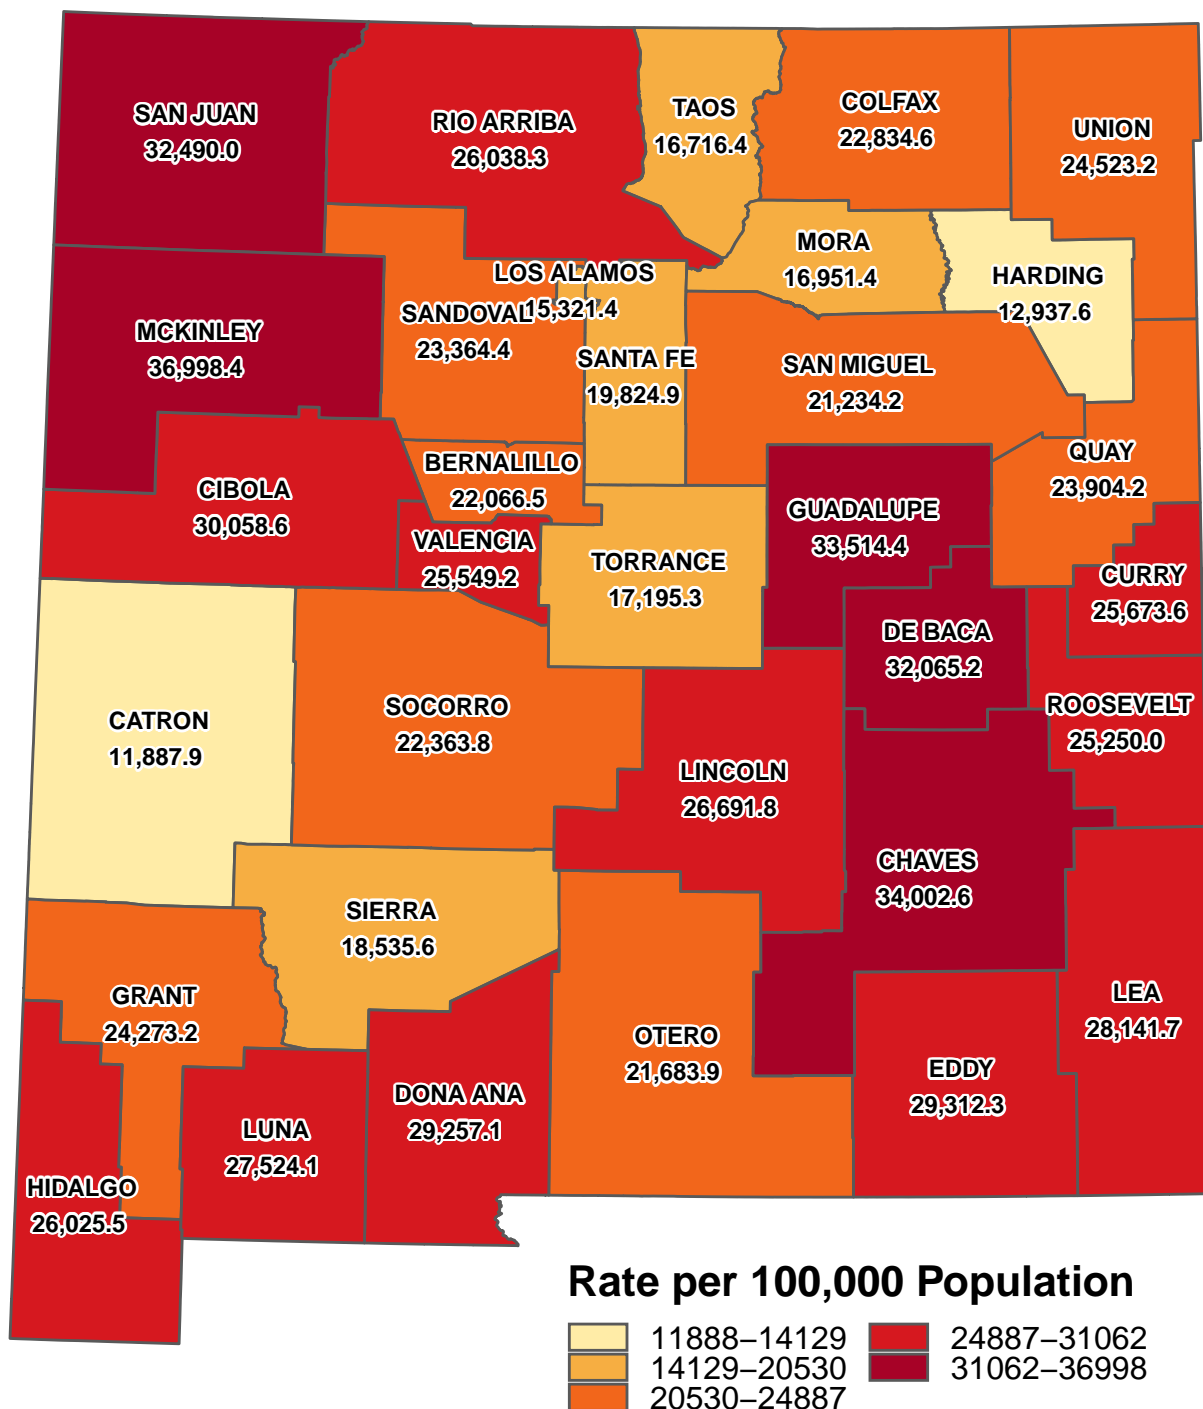 SAN JUAN
32,490.0
RIO ARRIBA
26,038.3
TAOS
16,716.4
COLFAX
22,834.6
UNION
24,523.2
MORA
16,951.4
HARDING
12,937.6
LOS ALAMOS
15,321.4
SANDOVAL
23,364.4
MCKINLEY
36,998.4
SANTA FE
19,824.9
SAN MIGUEL
21,234.2
QUAY
23,904.2
BERNALILLO
22,066.5
CIBOLA
30,058.6
GUADALUPE
33,514.4
VALENCIA
25,549.2
TORRANCE
17,195.3
CURRY
25,673.6
DE BACA
32,065.2
ROOSEVELT
25,250.0
CATRON
11,887.9
SOCORRO
22,363.8
LINCOLN
26,691.8
CHAVES
34,002.6
SIERRA
18,535.6
GRANT
24,273.2
LEA
28,141.7
OTERO
21,683.9
EDDY
29,312.3
DONA ANA
29,257.1
LUNA
27,524.1
HIDALGO
26,025.5
Rate per 100,000 Population
11888–14129
14129–20530
20530–24887
24887–31062
31062–36998